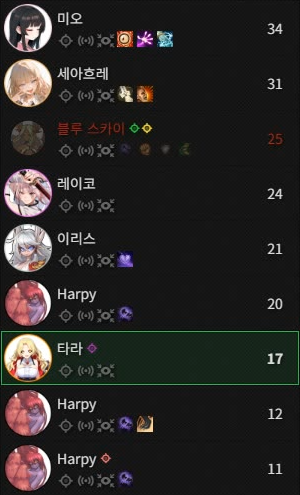 미오 34
세아흐레 31
블루 스카이 25
레이코 24
이리스 21
Harpy 20
타라 17
Harpy 12
Harpy 11